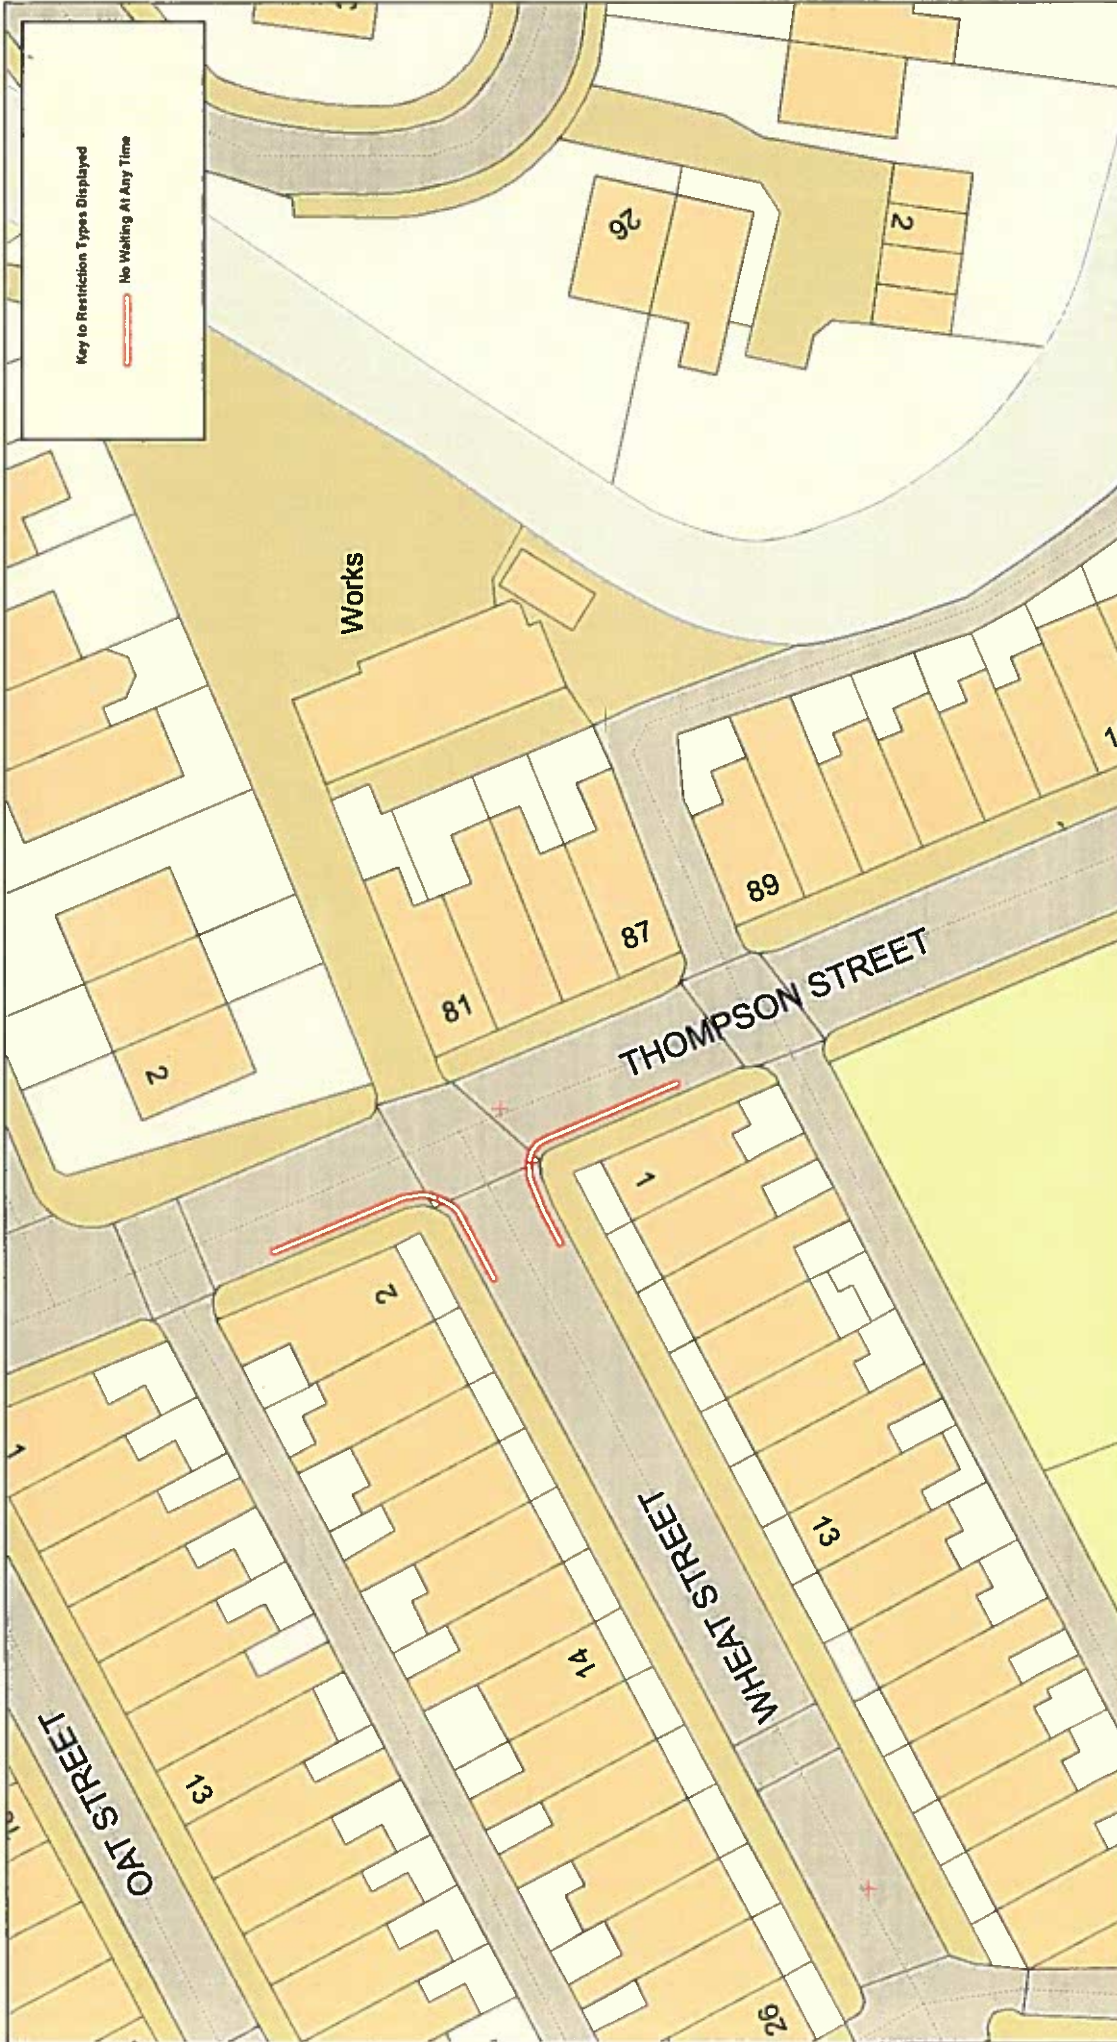 Key to Restriction Types Displayed
No Waiting At Any Time
26
2
Works
89
87
81
THOMPSON STREET
2
1
2
1
13
WHEAT STREET
14
13
OAT STREET
26